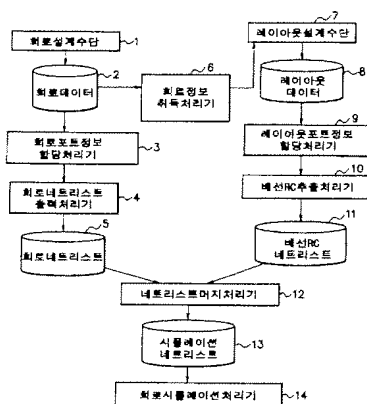 회로설계수단
1
2
회로데이터
6
회로정보
취득처리기
7
레이아웃설계수단
8
레이아웃
데이터
3
회로포트정보
할당처리기
9
레이아웃포트정보
할당처리기
4
회로네트리스트
출력처리기
10
배선RC추출처리기
5
회로네트리스트
11
배선RC
네트리스트
네트리스트머지처리기
12
시뮬레이션
네트리스트
13
회로시뮬레이션처리기
14